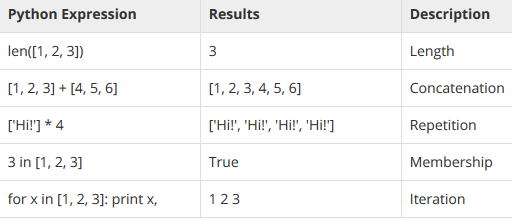 Python Expression Results Description
len([1, 2, 3]) 3 Length
[1, 2, 3] + [4, 5, 6] [1, 2, 3, 4, 5, 6] Concatenation
['Hi!'] * 4 ['Hi!', 'Hi!', 'Hi!', 'Hi!'] Repetition
3 in [1, 2, 3] True Membership
for x in [1, 2, 3]: print x, 1 2 3 Iteration